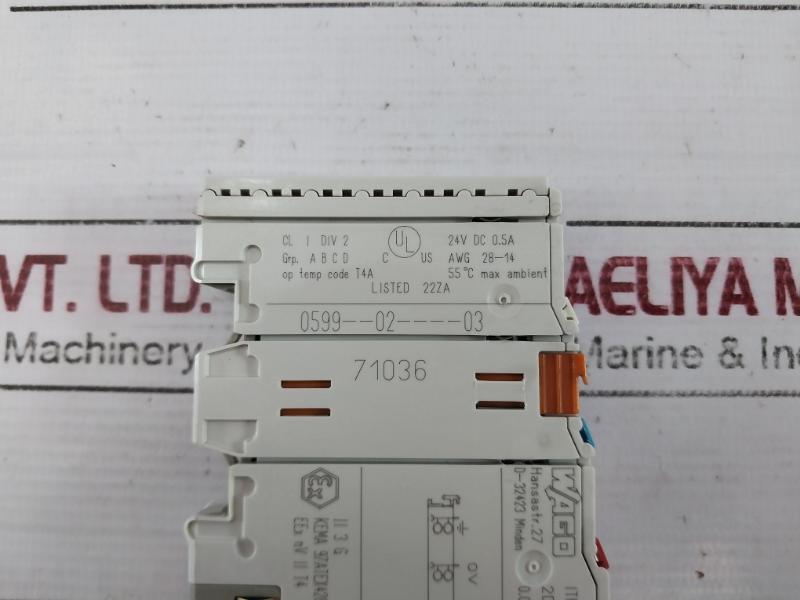 CL I DIV 2
Grp. A B C D
op temp code T4A
C UL US
24V DC 0.5A
AWG 28-14
55°C max ambient
LISTED 22ZA
0599--02----03
71036
VT. LTD.
Machinery
AELIYA M
Marine & Ind
Ex
II 3 G
EEx nV II T4
0V
WAGO
Hansastr.27
D-32423 Minden